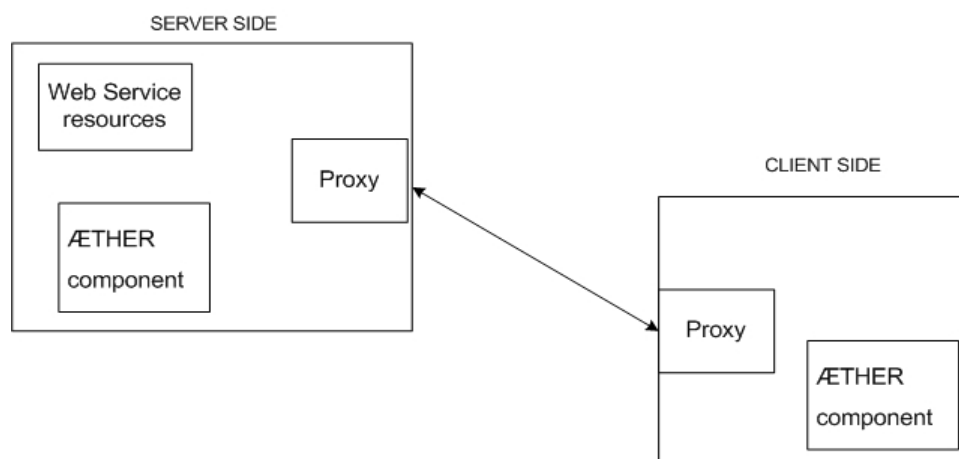 SERVER SIDE
Web Service
resources
Proxy
ÆTHER
component
CLIENT SIDE
Proxy
ÆTHER
component